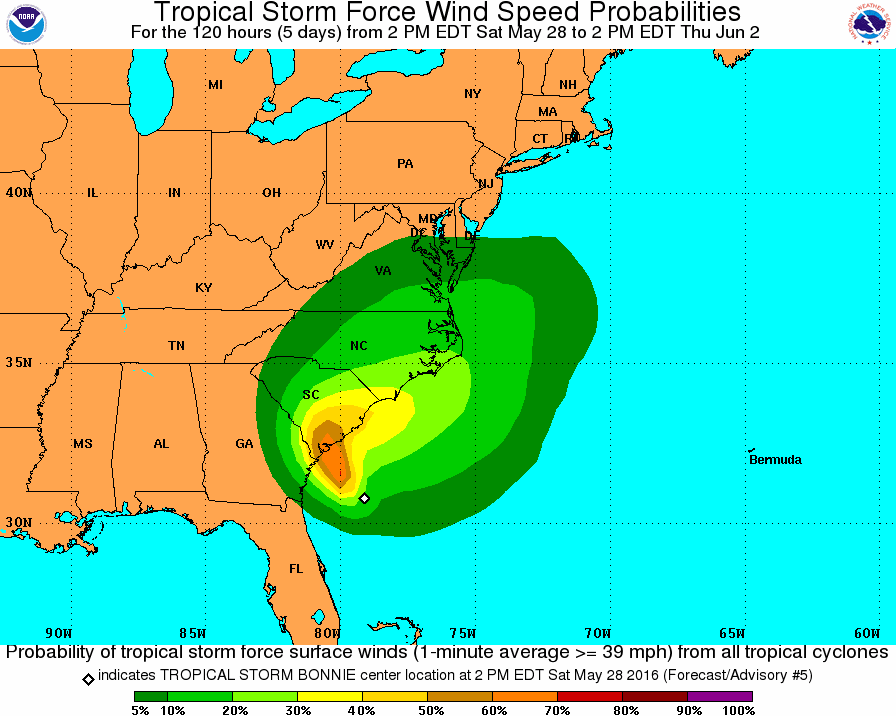 Tropical Storm Force Wind Speed Probabilities
For the 120 hours (5 days) from 2 PM EDT Sat May 28 to 2 PM EDT Thu Jun 2
NOAA
NATIONAL WEATHER SERVICE
MI
NY
NH
MA
CT
RI
PA
NJ
40N
IL
IN
OH
MD
DC
DE
WV
VA
KY
TN
NC
35N
SC
MS
AL
GA
Bermuda
30N
FL
90W
85W
80W
75W
70W
65W
60W
Probability of tropical storm force surface winds (1-minute average >= 39 mph) from all tropical cyclones
indicates TROPICAL STORM BONNIE center location at 2 PM EDT Sat May 28 2016 (Forecast/Advisory #5)
5% 10% 20% 30% 40% 50% 60% 70% 80% 90% 100%